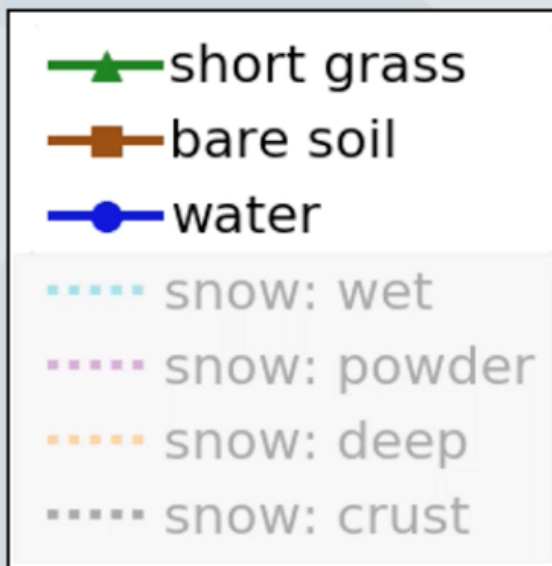 short grass
bare soil
water
snow: wet
snow: powder
snow: deep
snow: crust